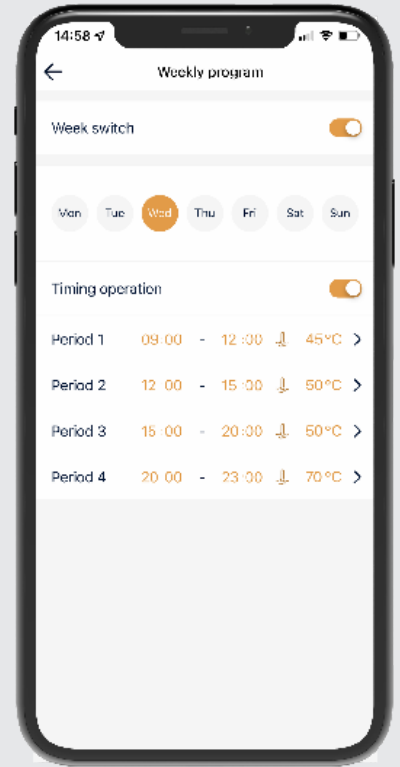 14:58
Weekly program
Week switch
Mon Tue Wed Thu Fri Sat Sun
Timing operation
Period 1 09:00 - 12:00 45°C
Period 2 12:00 - 15:00 50°C
Period 3 15:00 - 20:00 50°C
Period 4 20:00 - 23:00 70°C